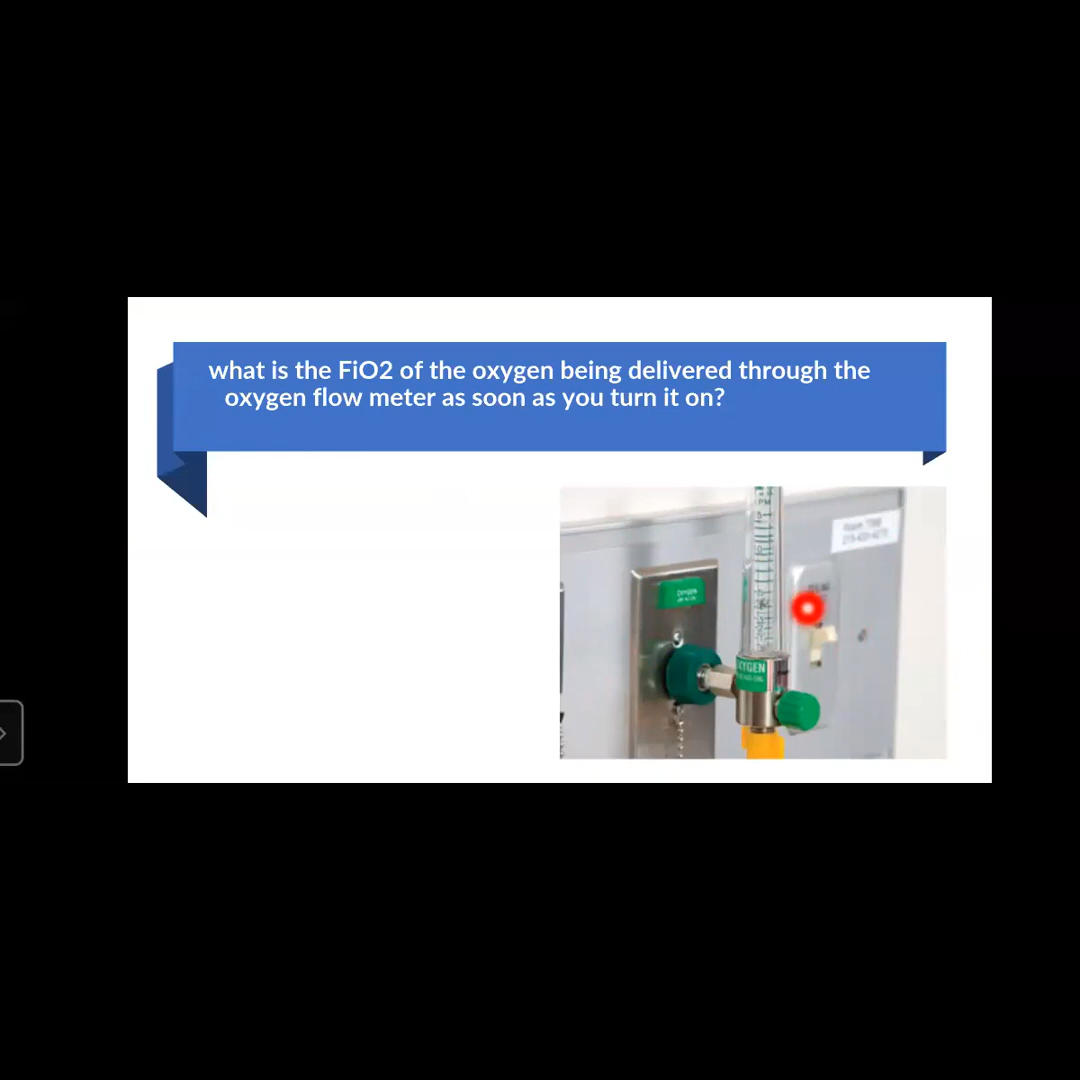 what is the FiO2 of the oxygen being delivered through the
oxygen flow meter as soon as you turn it on?